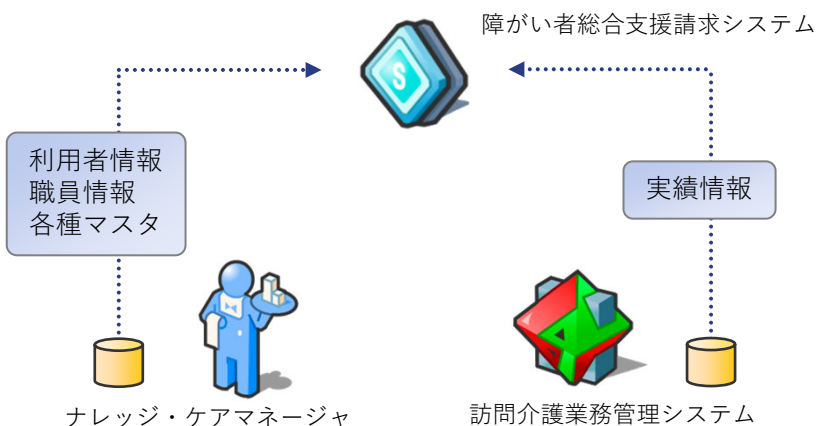 障がい者総合支援請求システム
S
利用者情報
職員情報
各種マスタ
実績情報
ナレッジ・ケアマネージャ
訪問介護業務管理システム